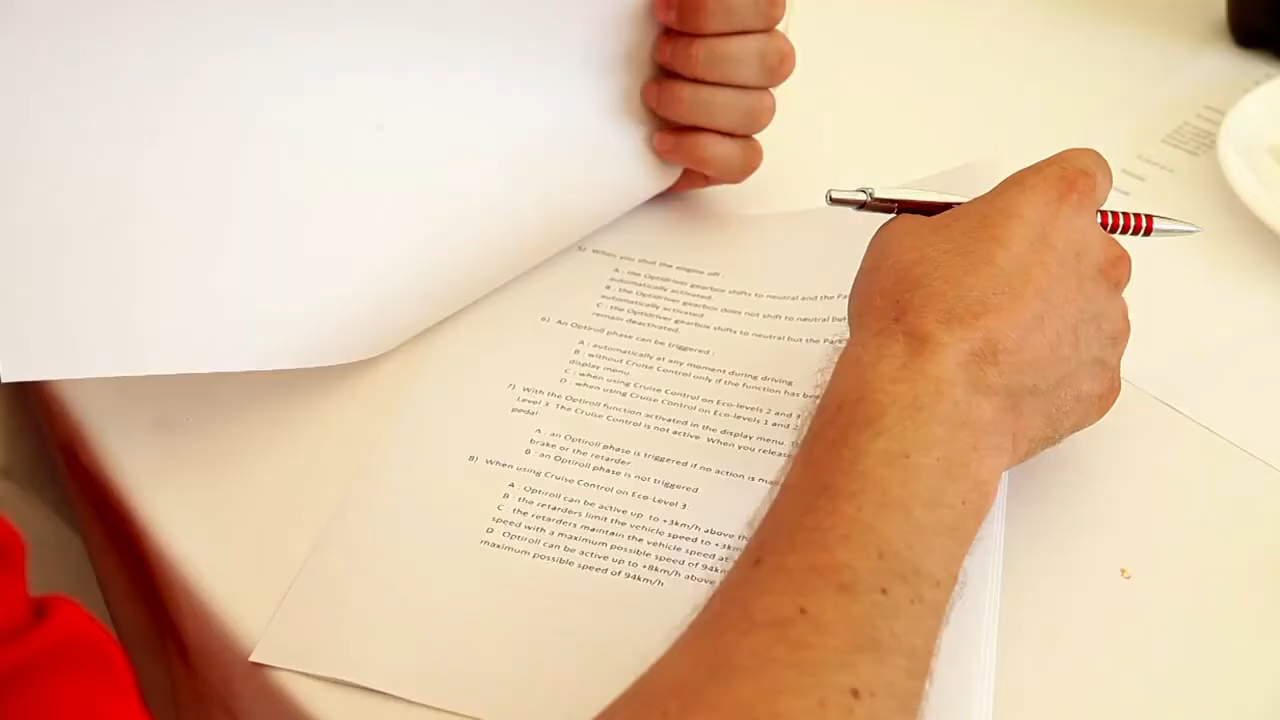 5) When you shut the engine off :
A : the Optidriver gearbox shifts to neutral and the Par
automatically activated.
B : the Optidriver gearbox does not shift to neutral but
automatically activated
C : the Optidriver gearbox shifts to neutral but the Park
remain deactivated.
6) An Optiroll phase can be triggered :
A : automatically at any moment during driving
B : without Cruise Control only if the function has bee
display menu.
C : when using Cruise Control on Eco-levels 2 and 3
D : when using Cruise Control on Eco-levels 1 and 2
7) With the Optiroll function activated in the display menu.
Level 3. The Cruise Control is not active. When you release
pedal
A : an Optiroll phase is triggered if no action is mad
brake or the retarder
B : an Optiroll phase is not triggered
8) When using Cruise Control on Eco-Level 3
A : Optiroll can be active up to +3km/h above th
B : the retarders limit the vehicle speed to +3km
C : the retarders maintain the vehicle speed at
speed with a maximum possible speed of 94km
D : Optiroll can be active up to +8km/h above
maximum possible speed of 94km/h